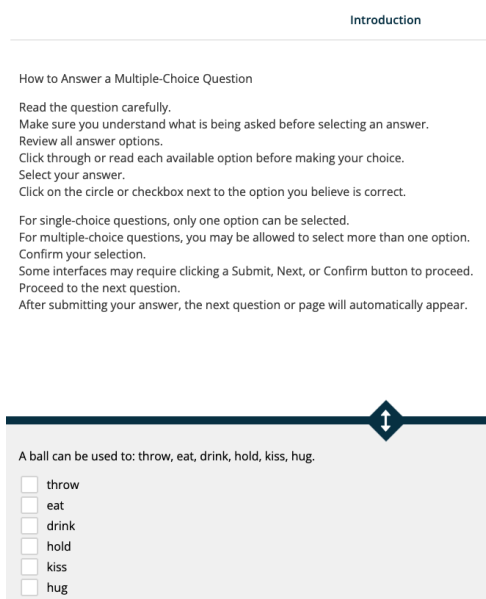 Introduction
How to Answer a Multiple-Choice Question
Read the question carefully.
Make sure you understand what is being asked before selecting an answer.
Review all answer options.
Click through or read each available option before making your choice.
Select your answer.
Click on the circle or checkbox next to the option you believe is correct.
For single-choice questions, only one option can be selected.
For multiple-choice questions, you may be allowed to select more than one option.
Confirm your selection.
Some interfaces may require clicking a Submit, Next, or Confirm button to proceed.
Proceed to the next question.
After submitting your answer, the next question or page will automatically appear.
A ball can be used to: throw, eat, drink, hold, kiss, hug.
throw
eat
drink
hold
kiss
hug